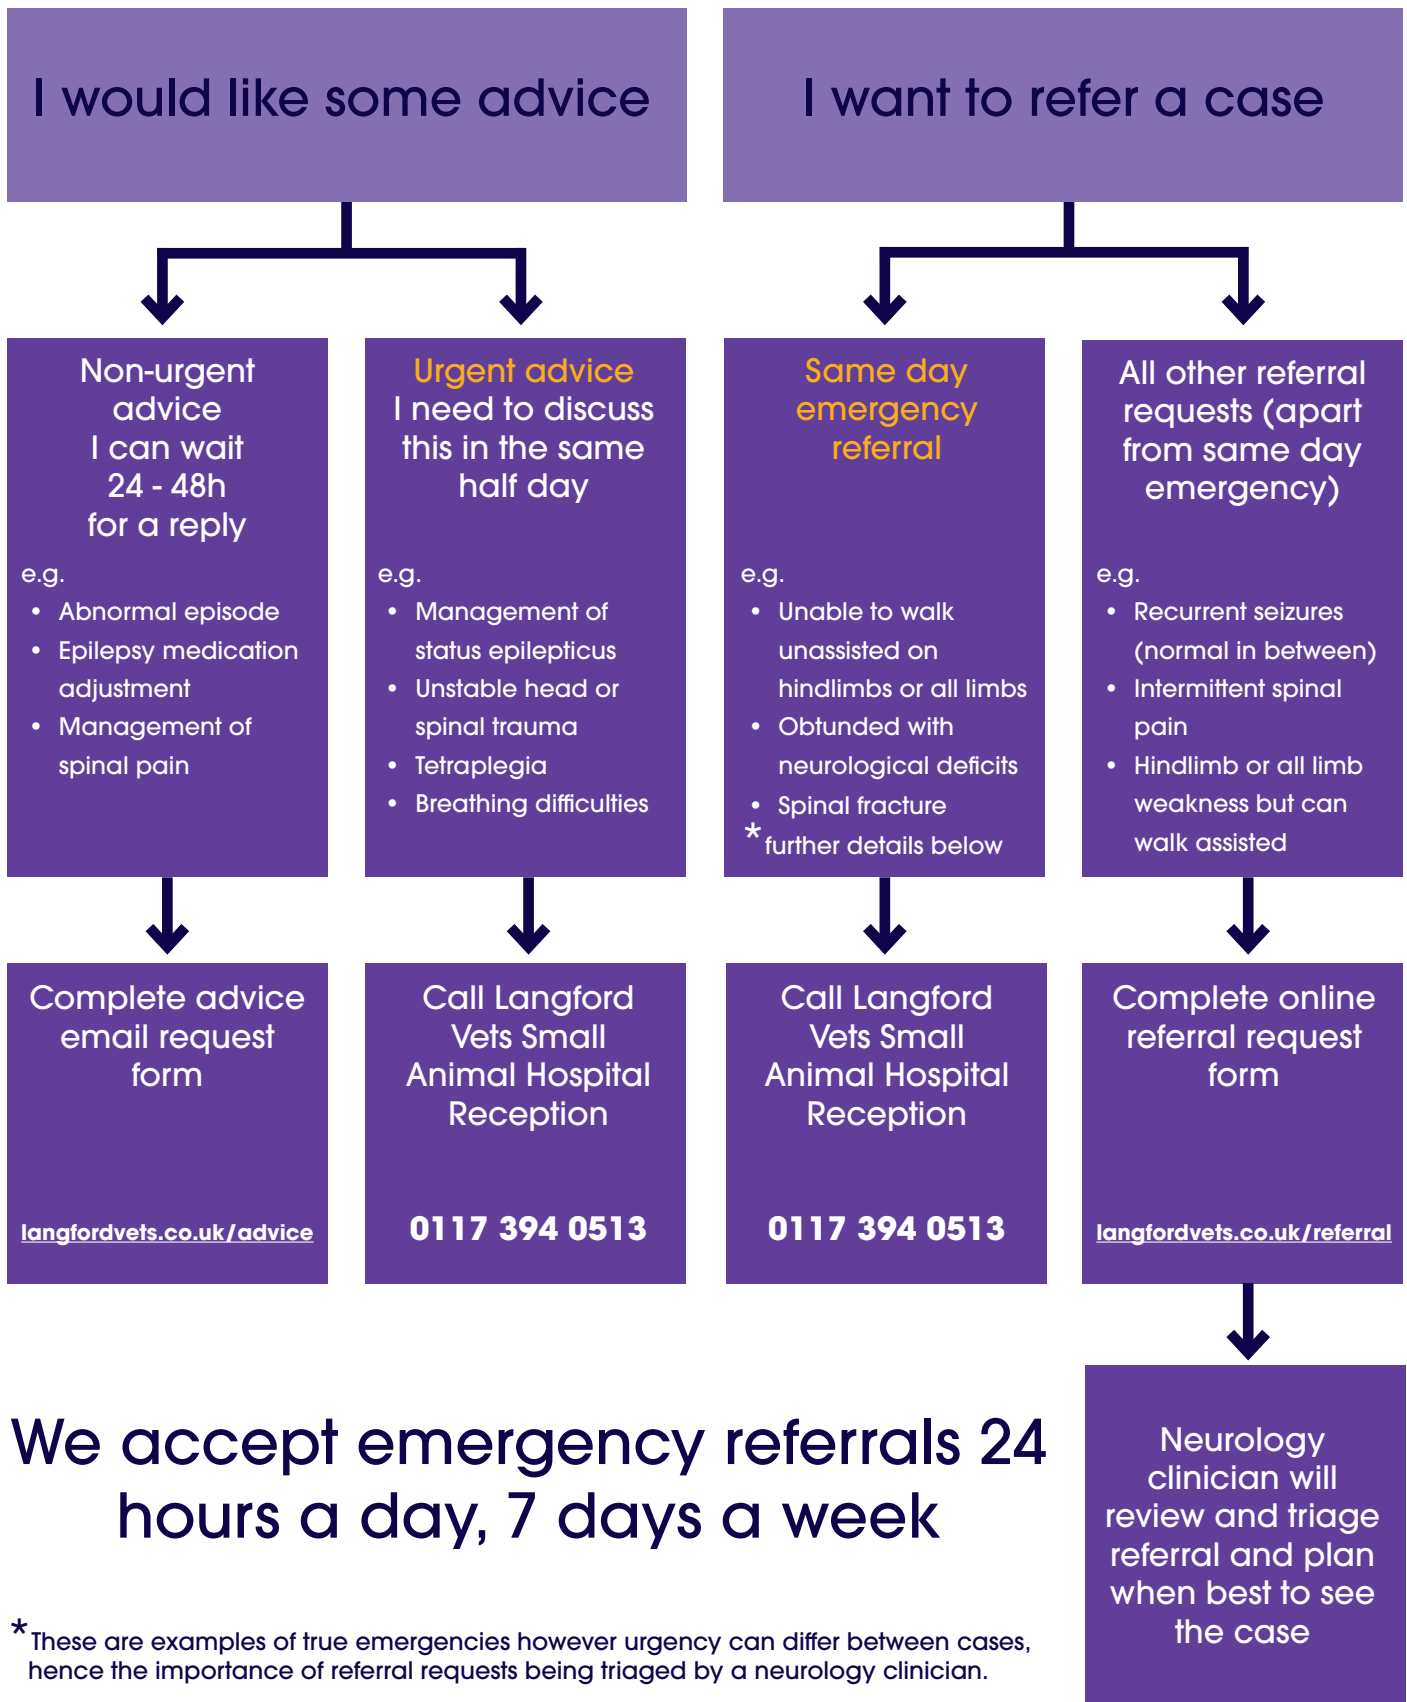 I would like some advice
I want to refer a case
Non-urgent
advice
I can wait
24 - 48h
for a reply
e.g.
• Abnormal episode
• Epilepsy medication
adjustment
• Management of
spinal pain
Urgent advice
I need to discuss
this in the same
half day
e.g.
• Management of
status epilepticus
• Unstable head or
spinal trauma
• Tetraplegia
• Breathing difficulties
Same day
emergency
referral
e.g.
• Unable to walk
unassisted on
hindlimbs or all limbs
• Obtunded with
neurological deficits
• Spinal fracture
* further details below
All other referral
requests (apart
from same day
emergency)
e.g.
• Recurrent seizures
(normal in between)
• Intermittent spinal
pain
• Hindlimb or all limb
weakness but can
walk assisted
Complete advice
email request
form
langfordvets.co.uk/advice
Call Langford
Vets Small
Animal Hospital
Reception
0117 394 0513
Call Langford
Vets Small
Animal Hospital
Reception
0117 394 0513
Complete online
referral request
form
langfordvets.co.uk/referral
Neurology
clinician will
review and triage
referral and plan
when best to see
the case
We accept emergency referrals 24
hours a day, 7 days a week
* These are examples of true emergencies however urgency can differ between cases,
hence the importance of referral requests being triaged by a neurology clinician.